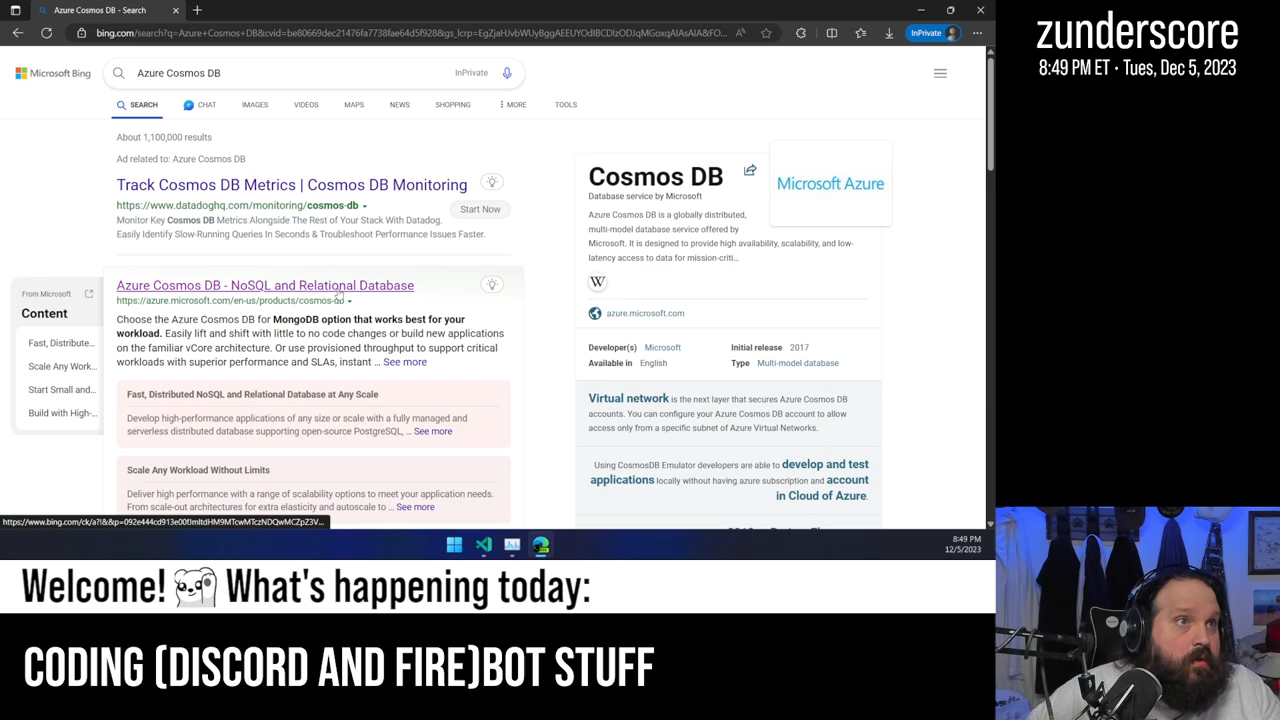 Azure Cosmos DB - Search
bing.com/search?q=Azure+Cosmos+DB&cvid=be80669dec21476fa7738fae64d5f928&gs_lcrp=
InPrivate
Microsoft Bing
Azure Cosmos DB
InPrivate
SEARCH
CHAT
IMAGES
VIDEOS
MAPS
NEWS
SHOPPING
MORE
TOOLS
About 1,100,000 results
Ad related to: Azure Cosmos DB
Track Cosmos DB Metrics | Cosmos DB Monitoring
https://www.datadoghq.com/monitoring/cosmos-db
Start Now
Monitor Key Cosmos DB Metrics Alongside The Rest of Your Stack With Datadog.
Easily Identify Slow-Running Queries In Seconds & Troubleshoot Performance Issues Faster.
From Microsoft
Content
Fast, Distribute...
Scale Any Work...
Start Small and...
Build with High-...
Azure Cosmos DB - NoSQL and Relational Database
https://azure.microsoft.com/en-us/products/cosmos-db
Choose the Azure Cosmos DB for MongoDB option that works best for your
workload. Easily lift and shift with little to no code changes or build new applications
on the familiar vCore architecture. Or use provisioned throughput to support critical
workloads with superior performance and SLAs, instant ... See more
Fast, Distributed NoSQL and Relational Database at Any Scale
Develop high-performance applications of any size or scale with a fully managed and
serverless distributed database supporting open-source PostgreSQL, ... See more
Scale Any Workload Without Limits
Deliver high performance with a range of scalability options to meet your application needs.
From scale-out architectures for extra elasticity and autoscale to ... See more
Cosmos DB
Database service by Microsoft
Microsoft Azure
Azure Cosmos DB is a globally distributed,
multi-model database service offered by
Microsoft. It is designed to provide high availability, scalability, and low-
latency access to data for mission-criti...
W
azure.microsoft.com
Developer(s) Microsoft
Initial release 2017
Available in English
Type Multi-model database
Virtual network is the next layer that secures Azure Cosmos DB
accounts. You can configure your Azure Cosmos DB account to allow
access only from a specific subnet of Azure Virtual Networks.
Using CosmosDB Emulator developers are able to develop and test
applications locally without having azure subscription and account
in Cloud of Azure.
8:49 PM
12/5/2023
zunderscore
8:49 PM ET • Tues, Dec 5, 2023
Welcome! What's happening today:
CODING (DISCORD AND FIRE)BOT STUFF